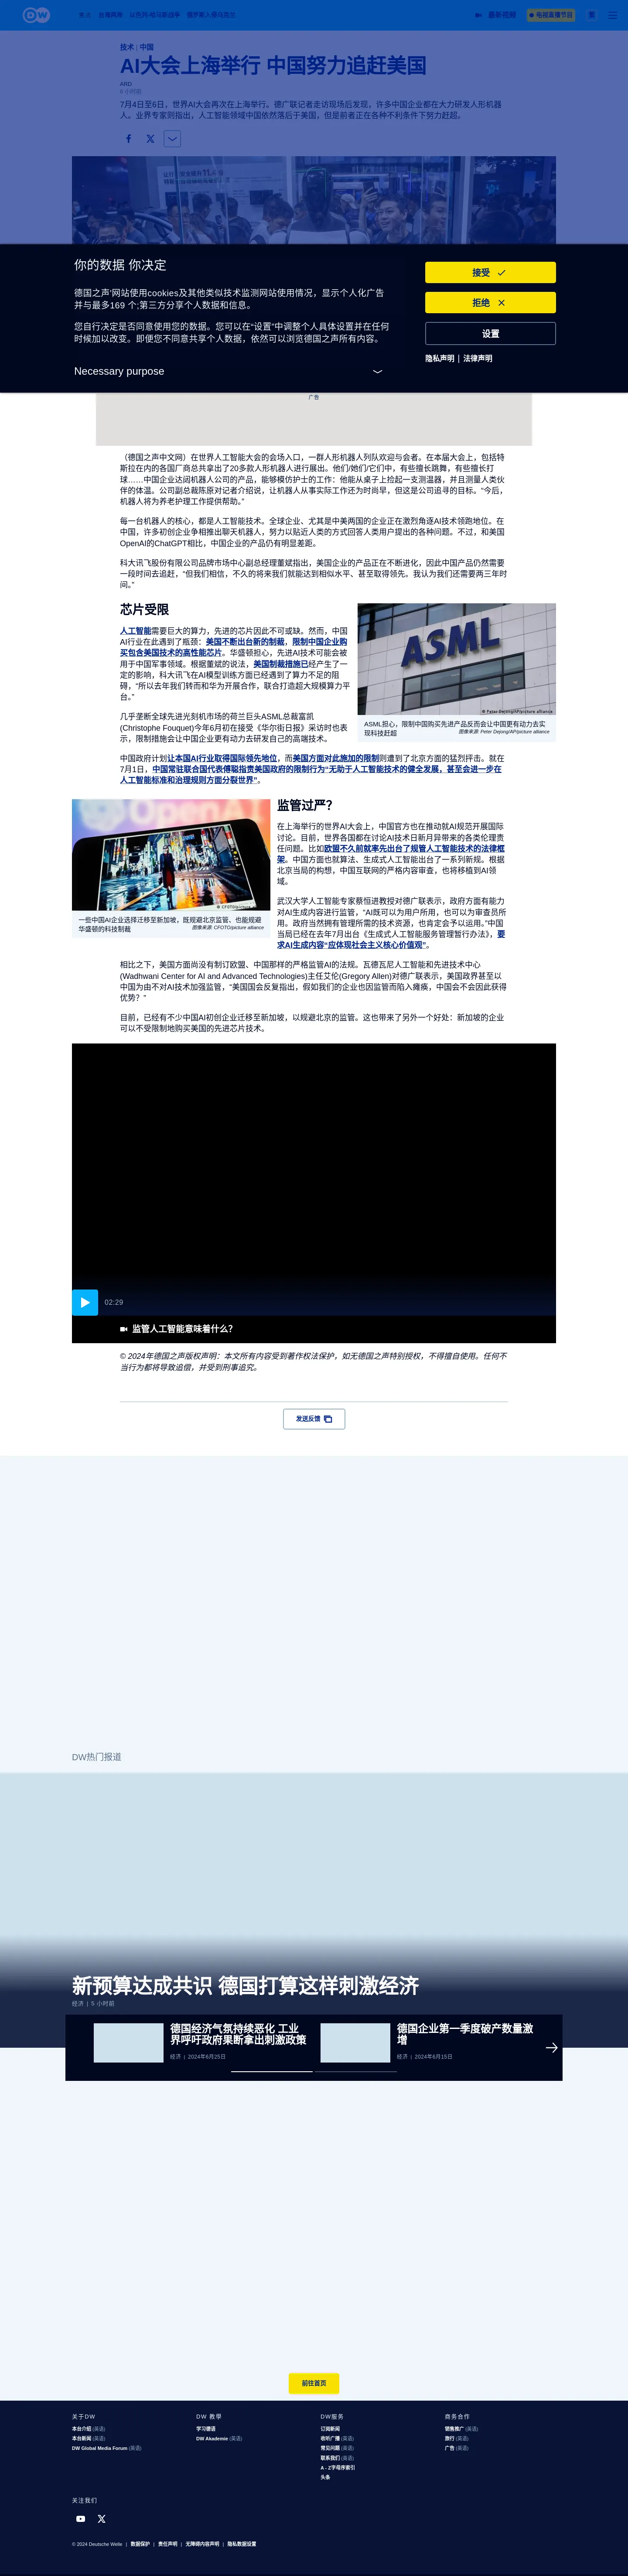 DW
热点
台海两岸
以色列-哈马斯战争
俄罗斯入侵乌克兰
最新视频
电视直播节目
繁
技术 | 中国
AI大会上海举行 中国努力追赶美国
ARD
7月4日至6日，世界AI大会再次在上海举行。德广联记者走访现场后发现，许多中国企业都在大力研发人形机器
人。业界专家则指出，人工智能领域中国依然落后于美国，但是前者正在各种不利条件下努力赶超。
你的数据 你决定
德国之声‘网站使用cookies及其他类似技术监测网站使用情况，显示个人化广告
并与最多169 个;第三方分享个人数据和信息。
您自行决定是否同意使用您的数据。您可以在“设置”中调整个人具体设置并在任何
时候加以改变。即便您不同意共享个人数据，依然可以浏览德国之声所有内容。
Necessary purpose
接受
拒绝
设置
隐私声明 | 法律声明
广告
（德国之声中文网）在世界人工智能大会的会场入口，一群人形机器人列队欢迎与会者。在本届大会上，包括特
斯拉在内的各国厂商总共拿出了20多款人形机器人进行展出。他们/她们/它们中，有些擅长跳舞，有些擅长打
球……中国企业达闼机器人公司的产品，能够模仿护士的工作：他能从桌子上捡起一支测温器，并且测量人类伙
伴的体温。公司副总裁陈原对记者介绍说，让机器人从事实际工作还为时尚早，但这是公司追寻的目标。“今后，
机器人将为养老护理工作提供帮助。”
每一台机器人的核心，都是人工智能技术。全球企业、尤其是中美两国的企业正在激烈角逐AI技术领跑地位。在
中国，许多初创企业争相推出聊天机器人，努力以贴近人类的方式回答人类用户提出的各种问题。不过，和美国
OpenAI的ChatGPT相比，中国企业的产品仍有明显差距。
科大讯飞股份有限公司品牌市场中心副总经理董斌指出，美国企业的产品正在不断进化，因此中国产品仍然需要
一段时间去追赶，“但我们相信，不久的将来我们就能达到相似水平、甚至取得领先。我认为我们还需要两三年时
间。”
芯片受限
人工智能需要巨大的算力，先进的芯片因此不可或缺。然而，中国
AI行业在此遇到了瓶颈：美国不断出台新的制裁，限制中国企业购
买包含美国技术的高性能芯片。华盛顿担心，先进AI技术可能会被
用于中国军事领域。根据董斌的说法，美国制裁措施已经产生了一
定的影响，科大讯飞在AI模型训练方面已经遇到了算力不足的阻
碍，“所以去年我们转而和华为开展合作，联合打造超大规模算力平
台。”
ASML
© Peter Dejong/AP/picture alliance
ASML担心，限制中国购买先进产品反而会让中国更有动力去实
现科技赶超
图像来源: Peter Dejong/AP/picture alliance
几乎垄断全球先进光刻机市场的荷兰巨头ASML总裁富凯
(Christophe Fouquet)今年6月初在接受《华尔街日报》采访时也表
示，限制措施会让中国企业更有动力去研发自己的高端技术。
中国政府计划让本国AI行业取得国际领先地位，而美国方面对此施加的限制则遭到了北京方面的猛烈抨击。就在
7月1日，中国常驻联合国代表傅聪指责美国政府的限制行为“无助于人工智能技术的健全发展，甚至会进一步在
人工智能标准和治理规则方面分裂世界”。
监管过严？
© CFOTO/picture
一些中国AI企业选择迁移至新加坡，既规避北京监管、也能规避
华盛顿的科技制裁
图像来源: CFOTO/picture alliance
在上海举行的世界AI大会上，中国官方也在推动就AI规范开展国际
讨论。目前，世界各国都在讨论AI技术日新月异带来的各类伦理责
任问题。比如欧盟不久前就率先出台了规管人工智能技术的法律框
架。中国方面也就算法、生成式人工智能出台了一系列新规。根据
北京当局的构想，中国互联网的严格内容审查，也将移植到AI领
域。
武汉大学人工智能专家蔡恒进教授对德广联表示，政府方面有能力
对AI生成内容进行监管，“AI既可以为用户所用，也可以为审查员所
用。政府当然拥有管理所需的技术资源，也肯定会予以运用。”中国
当局已经在去年7月出台《生成式人工智能服务管理暂行办法》，要
求AI生成内容“应体现社会主义核心价值观”。
相比之下，美国方面尚没有制订欧盟、中国那样的严格监管AI的法规。瓦德瓦尼人工智能和先进技术中心
(Wadhwani Center for AI and Advanced Technologies)主任艾伦(Gregory Allen)对德广联表示，美国政界甚至以
中国为由不对AI技术加强监管，“美国国会反复指出，假如我们的企业也因监管而陷入瘫痪，中国会不会因此获得
优势？“
目前，已经有不少中国AI初创企业迁移至新加坡，以规避北京的监管。这也带来了另外一个好处：新加坡的企业
可以不受限制地购买美国的先进芯片技术。
02:29
监管人工智能意味着什么？
© 2024年德国之声版权声明：本文所有内容受到著作权法保护，如无德国之声特别授权，不得擅自使用。任何不
当行为都将导致追偿，并受到刑事追究。
发送反馈
DW热门报道
新预算达成共识 德国打算这样刺激经济
经济 | 5 小时前
德国经济气氛持续恶化 工业
界呼吁政府果断拿出刺激政策
经济 | 2024年6月25日
德国企业第一季度破产数量激
增
经济 | 2024年6月15日
前往首页
关于DW
本台介绍 (英语)
本台新闻 (英语)
DW Global Media Forum (英语)
DW 教學
学习德语
DW Akademie (英语)
DW服务
订阅新闻
收听广播 (英语)
常见问题 (英语)
联系我们 (英语)
A - Z字母序索引
头条
商务合作
销售推广 (英语)
旅行 (英语)
广告 (英语)
关注我们
© 2024 Deutsche Welle | 数据保护 | 责任声明 | 无障碍内容声明 | 隐私数据设置